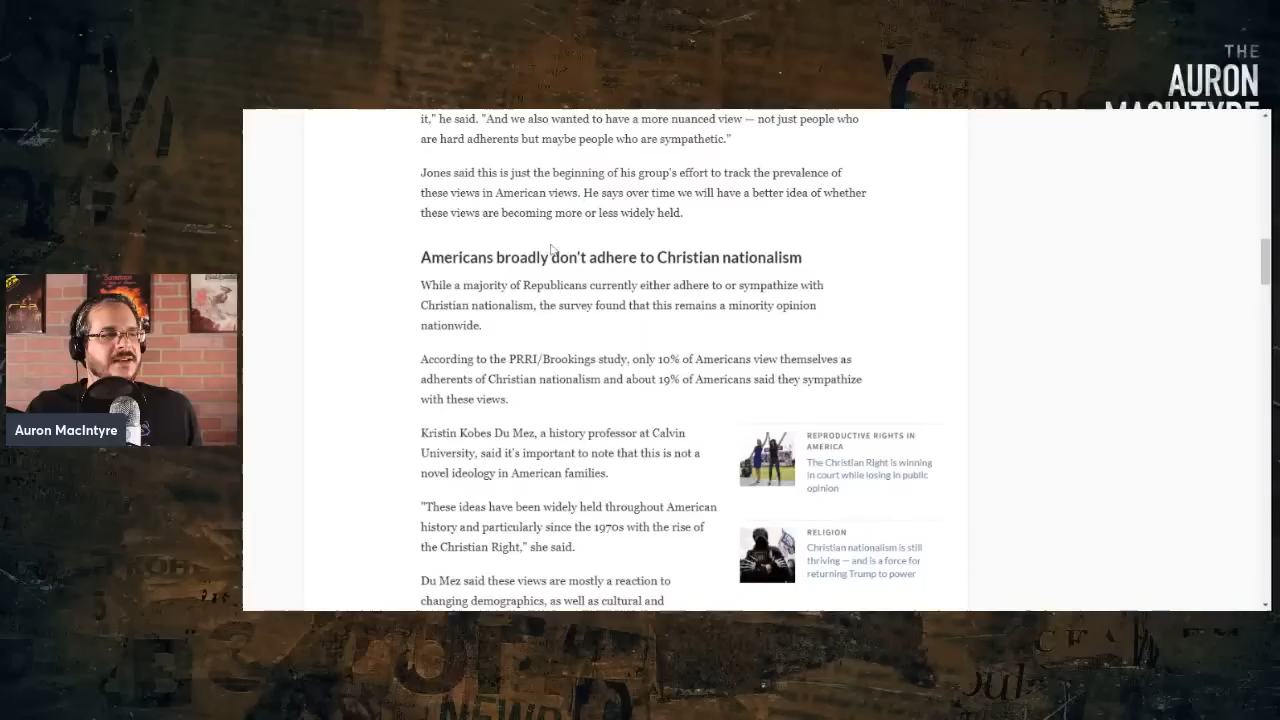 THE
AURON
MACINTYRE
it," he said. "And we also wanted to have a more nuanced view — not just people who
are hard adherents but maybe people who are sympathetic."
Jones said this is just the beginning of his group's effort to track the prevalence of
these views in American views. He says over time we will have a better idea of whether
these views are becoming more or less widely held.
Americans broadly don't adhere to Christian nationalism
While a majority of Republicans currently either adhere to or sympathize with
Christian nationalism, the survey found that this remains a minority opinion
nationwide.
According to the PRRI/Brookings study, only 10% of Americans view themselves as
adherents of Christian nationalism and about 19% of Americans said they sympathize
with these views.
Kristin Kobes Du Mez, a history professor at Calvin
University, said it's important to note that this is not a
novel ideology in American families.
"These ideas have been widely held throughout American
history and particularly since the 1970s with the rise of
the Christian Right," she said.
Du Mez said these views are mostly a reaction to
changing demographics, as well as cultural and
REPRODUCTIVE RIGHTS IN
AMERICA
The Christian Right is winning
in court while losing in public
opinion
RELIGION
Christian nationalism is still
thriving — and is a force for
returning Trump to power
Auron MacIntyre